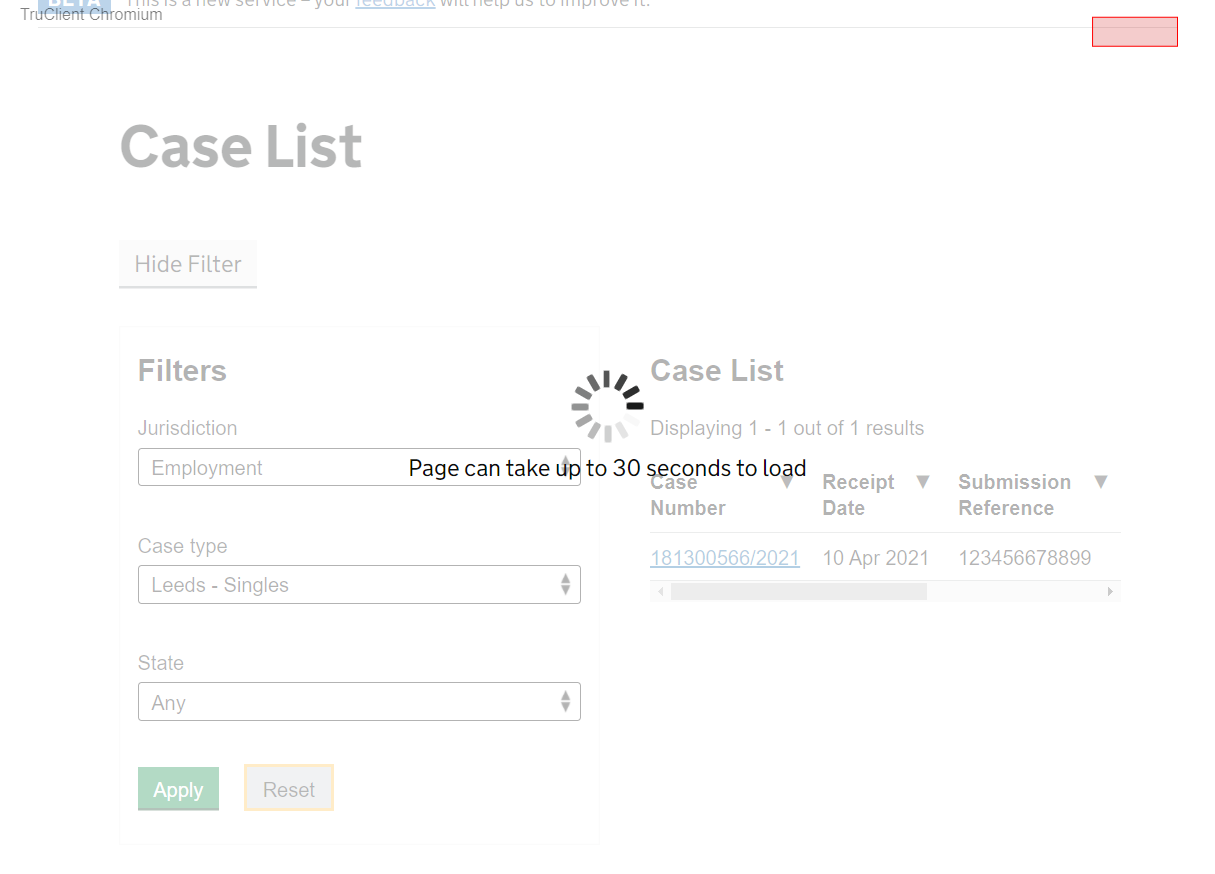 BETA This is a new service – your feedback will help us to improve it.
TruClient Chromium
Case List
Hide Filter
Filters
Jurisdiction
Employment
Case type
Leeds - Singles
State
Any
Apply Reset
Page can take up to 30 seconds to load
Case List
Displaying 1 - 1 out of 1 results
Case Number Receipt Date Submission Reference
181300566/2021 10 Apr 2021 123456678899